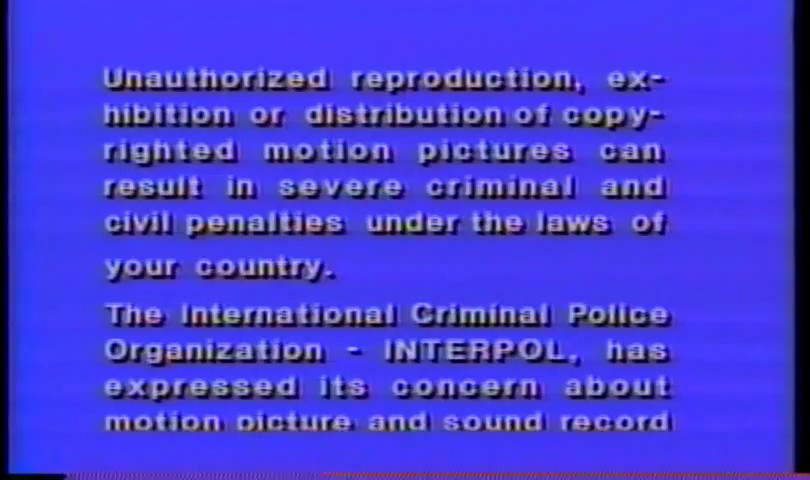 Unauthorized reproduction, ex-
hibition or distribution of copy-
righted motion pictures can
result in severe criminal and
civil penalties under the laws of
your country.
The International Criminal Police
Organization - INTERPOL, has
expressed its concern about
motion picture and sound record